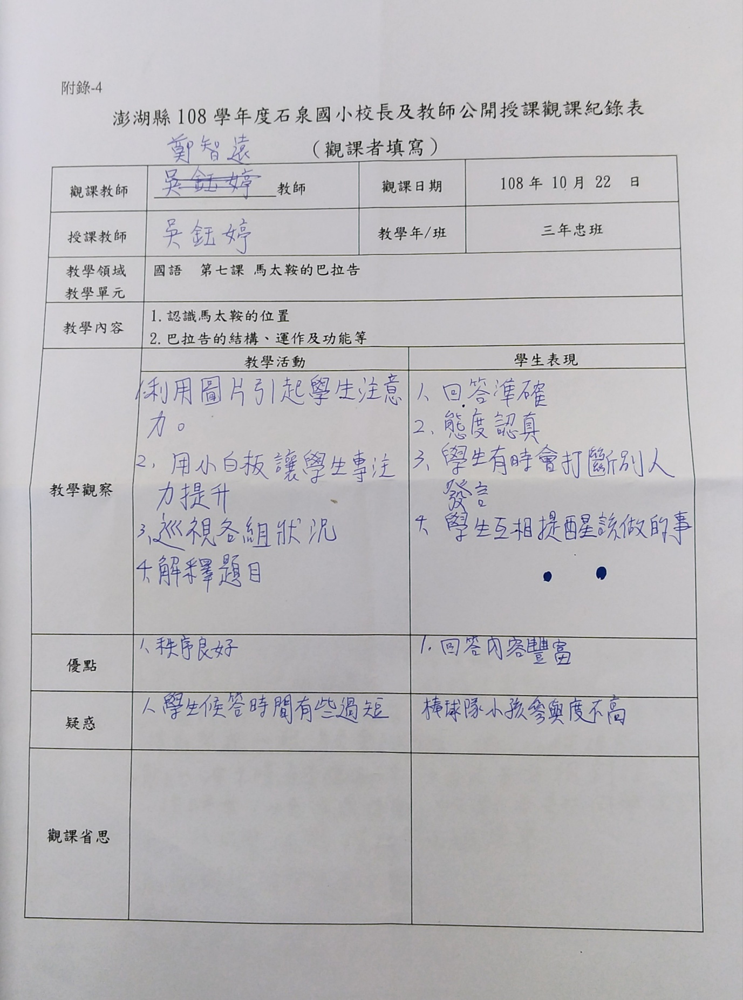 附錄-4
澎湖縣 108 學年度石泉國小校長及教師公開授課觀課紀錄表
鄭智遠
（觀課者填寫）
觀課教師 吳鈺婷 教師 觀課日期 108 年 10 月 22 日
授課教師 吳鈺婷 教學年/班 三年忠班
教學領域 國語 第七課 馬太鞍的巴拉告
教學單元
教學內容 1. 認識馬太鞍的位置
2. 巴拉告的結構、運作及功能等
教學活動 學生表現
教學觀察
1.利用圖片引起學生注意
力。
2、用小白板讓學生專注
力提升
3、巡視各組狀況
4、解釋題目
1、回答準確
2、態度認真
3、學生有時會打斷別人
發言
4、學生互相提醒該做的事
優點 1、秩序良好 1.回答內容豐富
疑惑 1、學生候答時間有些過短 棒球隊小孩參與度不高
觀課省思